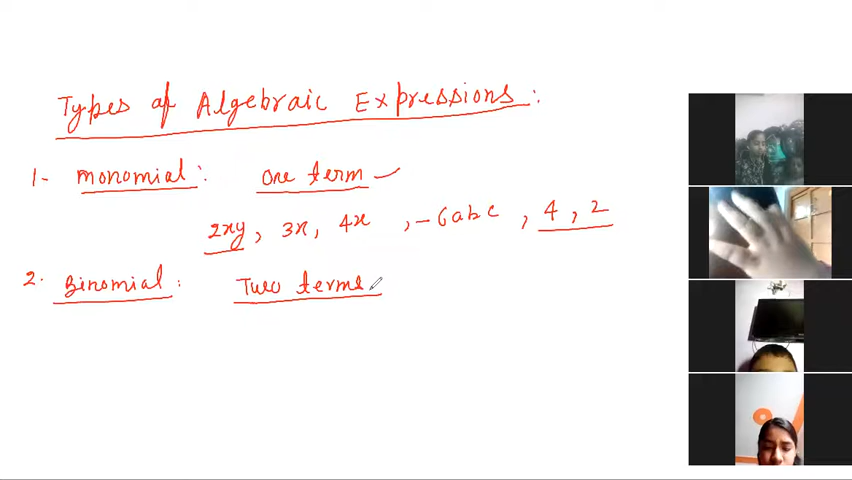 Types of Algebraic Expressions:
1- Monomial: One term
2xy, 3x, 4x, -6abc, 4, 2
2. Binomial: Two terms